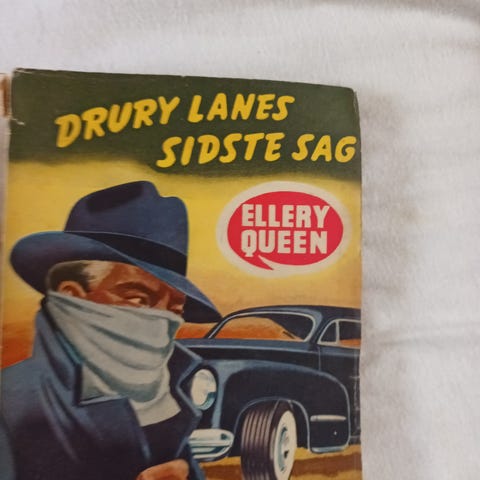 DRURY LANES
SIDSTE SAG
ELLERY
QUEEN